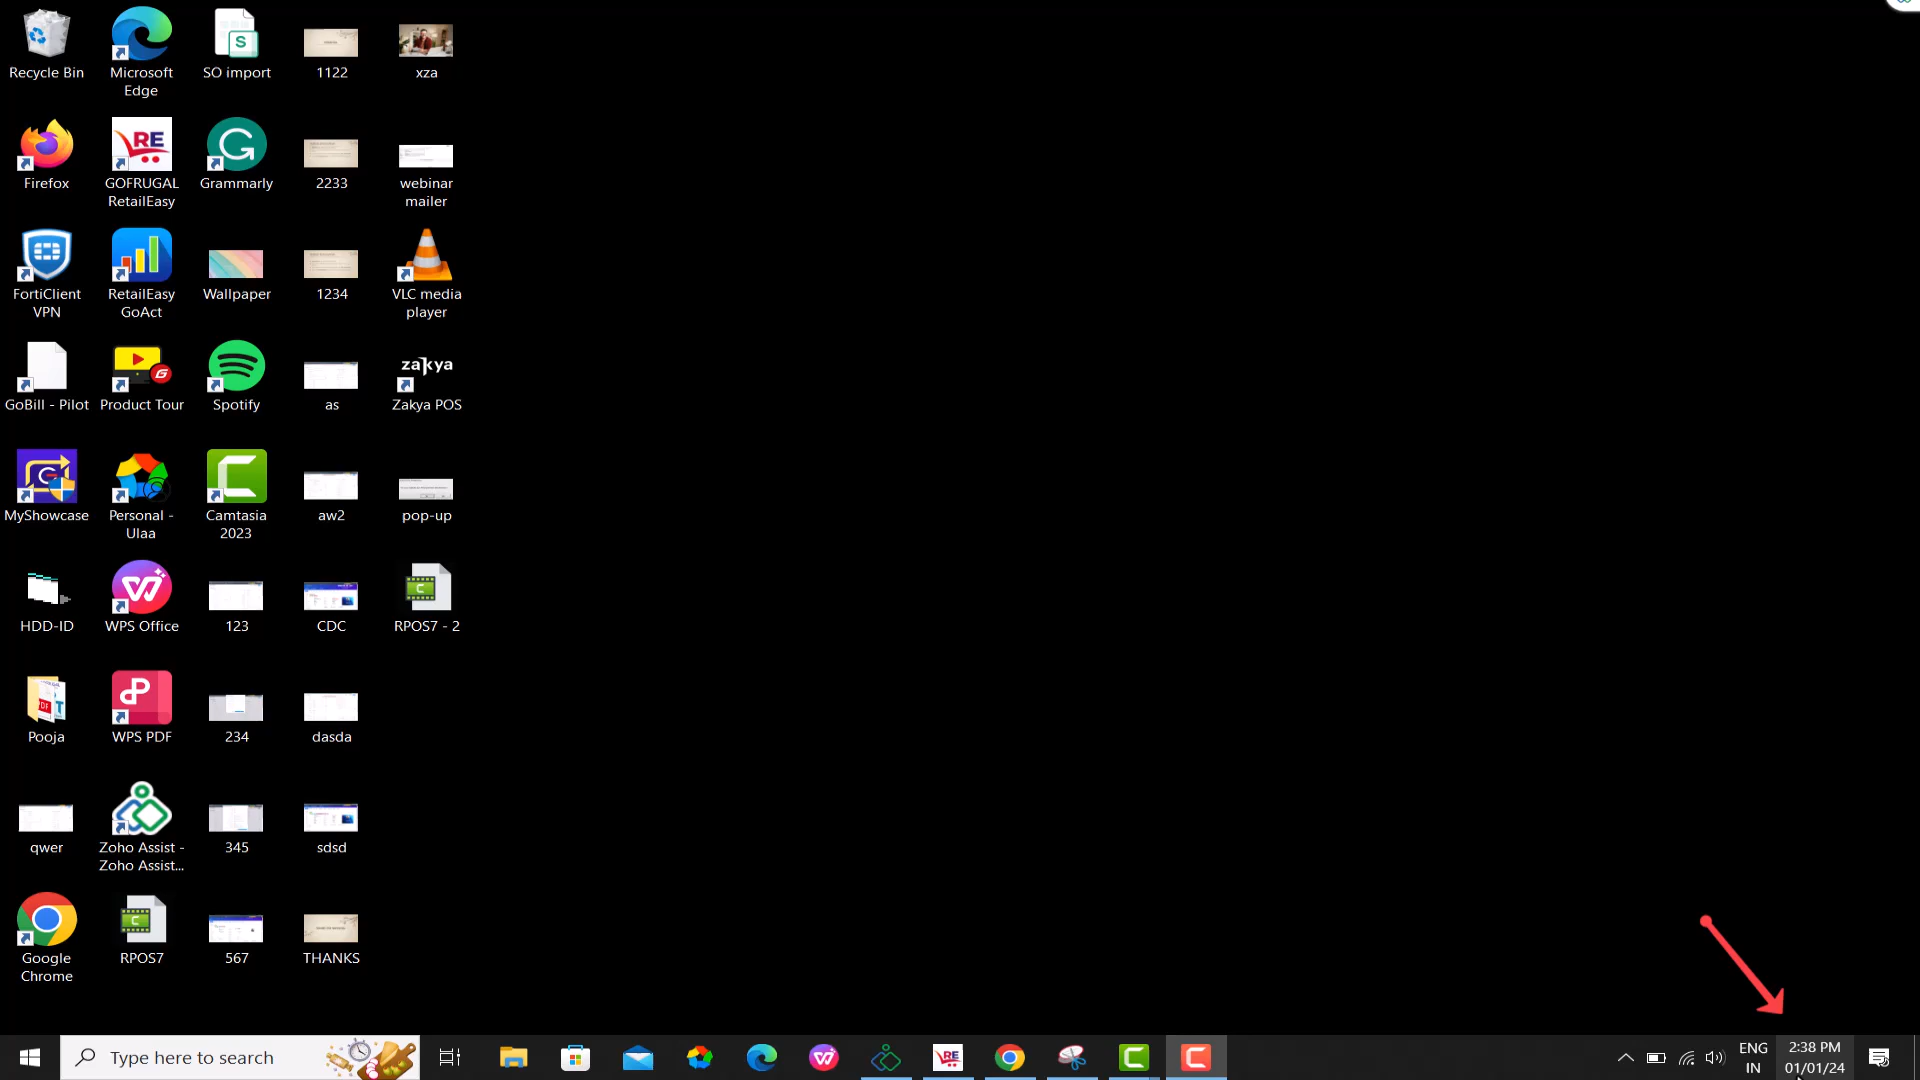 Recycle Bin
Microsoft
Edge
SO import
1122
xza
Firefox
GOFRUGAL
RetailEasy
Grammarly
2233
webinar
mailer
FortiClient
VPN
RetailEasy
GoAct
Wallpaper
1234
VLC media
player
zakya
GoBill - Pilot
Product Tour
Spotify
as
Zakya POS
MyShowcase
Personal -
Ulaa
Camtasia
2023
aw2
pop-up
HDD-ID
WPS Office
123
CDC
RPOS7 - 2
Pooja
WPS PDF
234
dasda
qwer
Zoho Assist -
Zoho Assist...
345
sdsd
Google
Chrome
RPOS7
567
THANKS
Type here to search
ENG
IN
2:38 PM
01/01/24